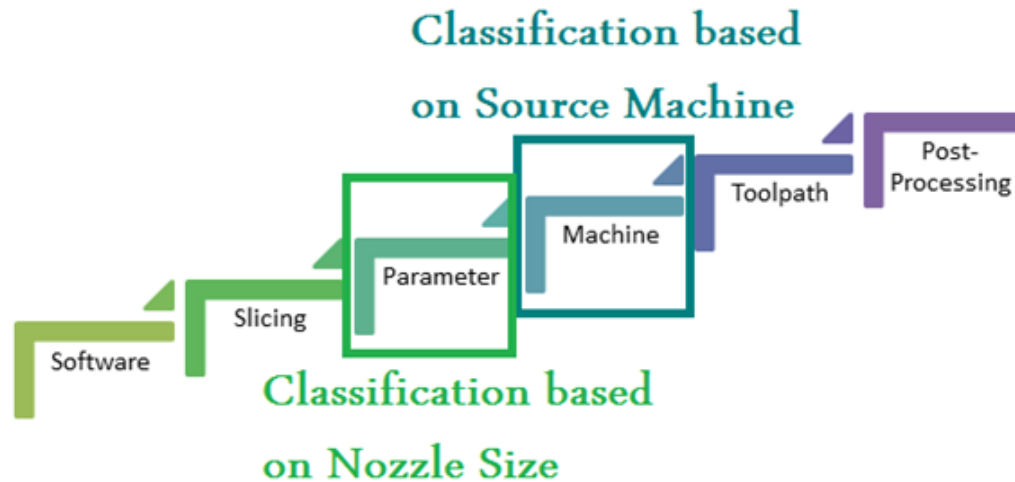 Classification based
on Source Machine
Post-
Processing
Toolpath
Machine
Parameter
Slicing
Software
Classification based
on Nozzle Size